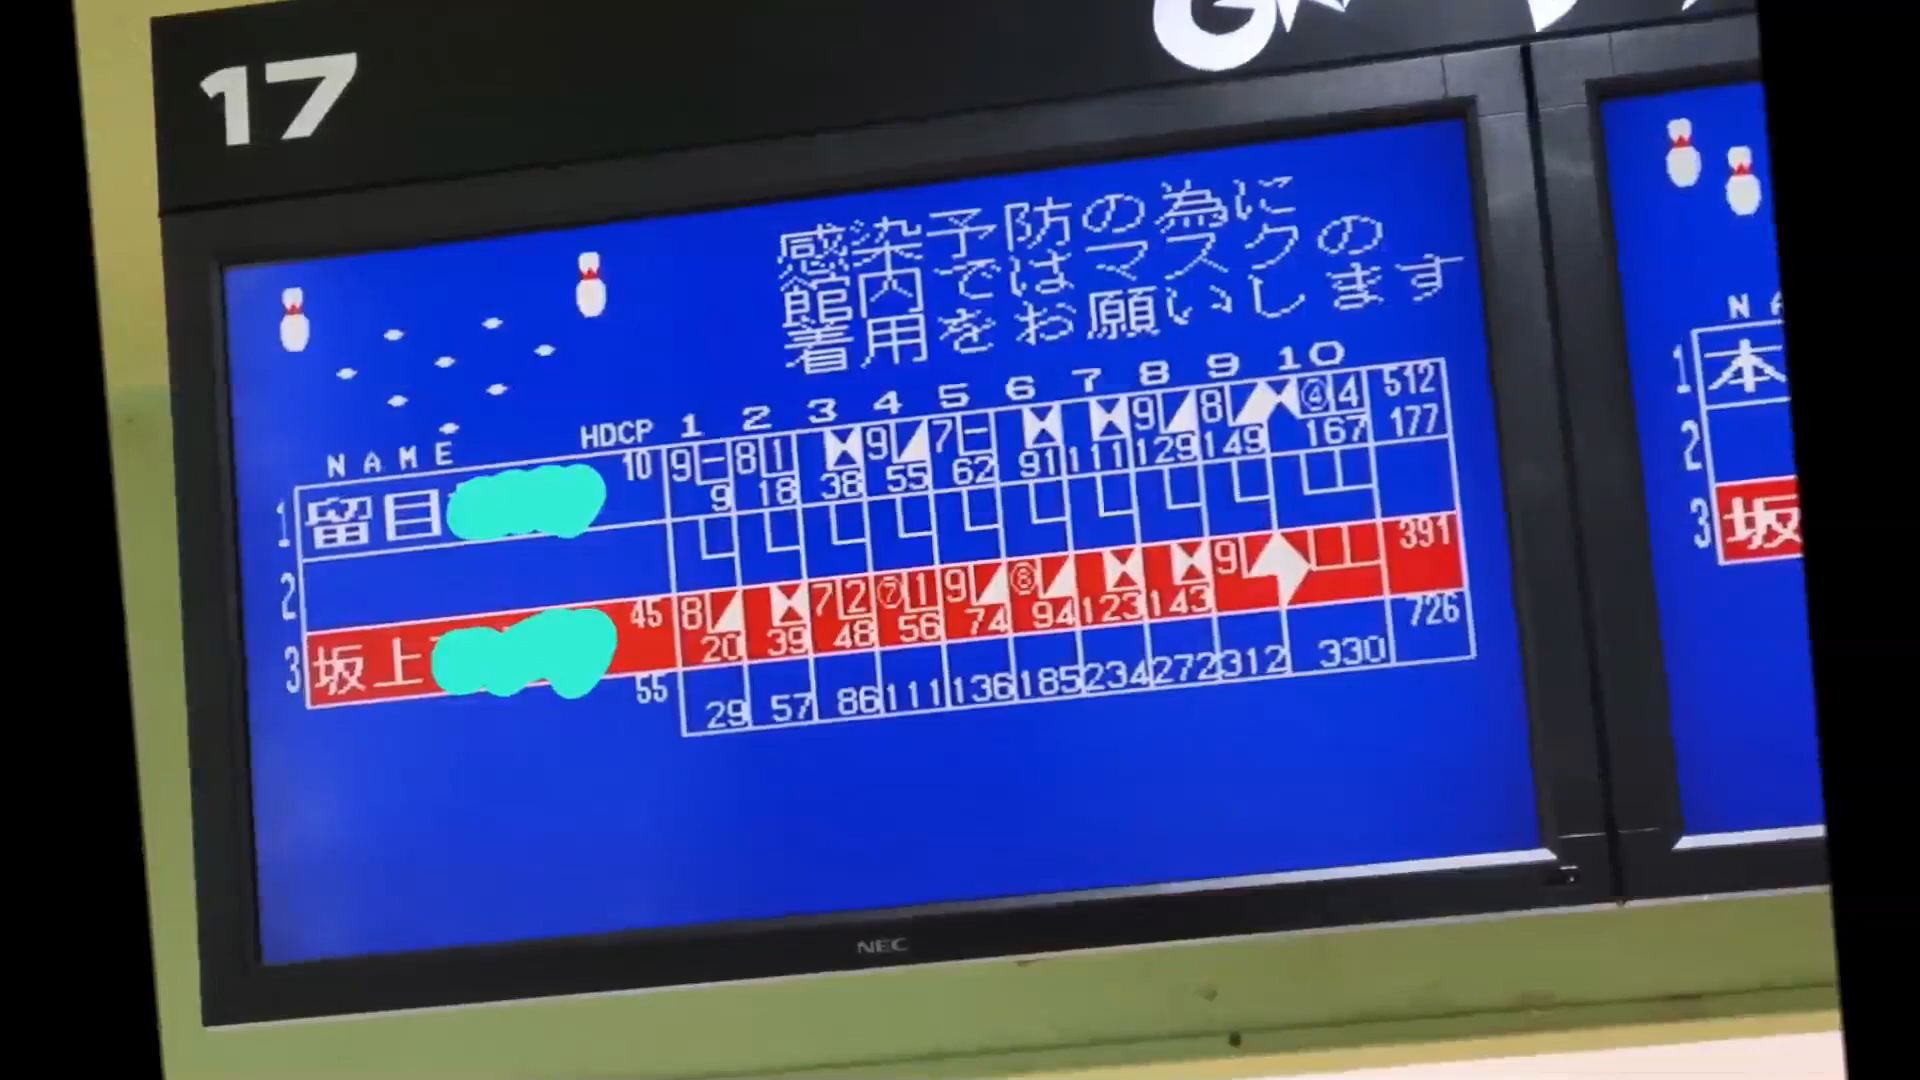 17
感染予防の為に
館内ではマスクの
着用をお願いします
NAME HDCP 1 2 3 4 5 6 7 8 9 10
1 留目 10 9 - 8 1 9 7 - 9 8 ④ 4 512
9 18 38 55 62 91 111 129 149 167 177
2
3 坂上 45 8 7 2 ⑦ 1 9 ⑧ 9 391
20 39 48 56 74 94 123 143
55 29 57 86 111 136 185 234 272 312 330 726
NEC
1 本
2
3 坂